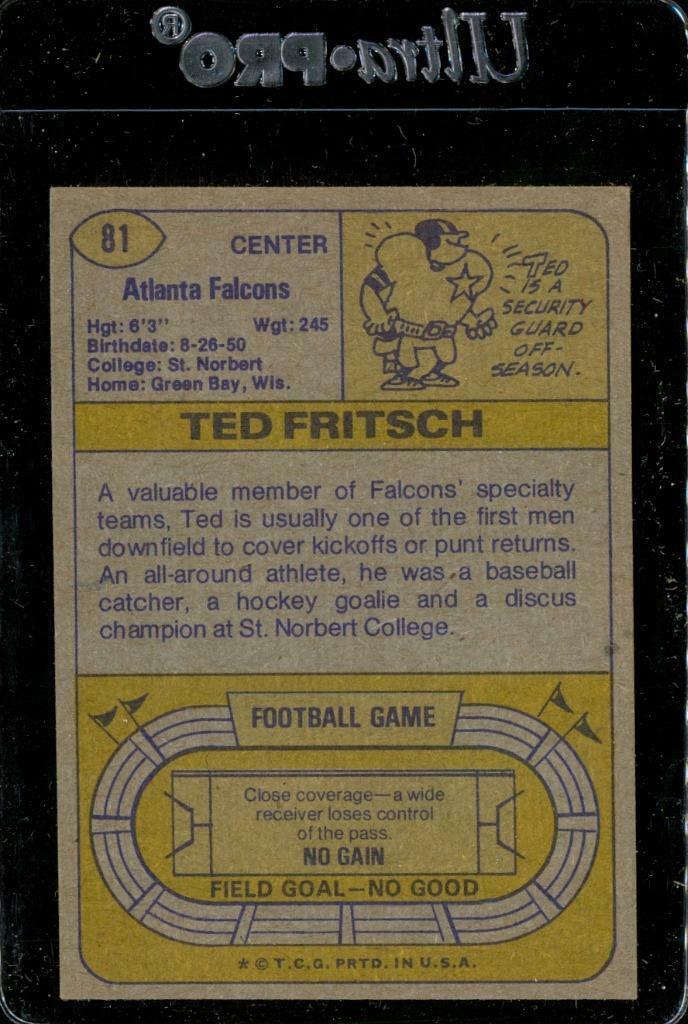 Ultra•PRO®
81
CENTER
Atlanta Falcons
Hgt: 6'3" Wgt: 245
Birthdate: 8-26-50
College: St. Norbert
Home: Green Bay, Wis.
TED
IS A
SECURITY
GUARD
OFF-
SEASON.
TED FRITSCH
A valuable member of Falcons' specialty
teams, Ted is usually one of the first men
downfield to cover kickoffs or punt returns.
An all-around athlete, he was a baseball
catcher, a hockey goalie and a discus
champion at St. Norbert College.
FOOTBALL GAME
Close coverage—a wide
receiver loses control
of the pass.
NO GAIN
FIELD GOAL—NO GOOD
* © T.C.G. PRTD. IN U.S.A.